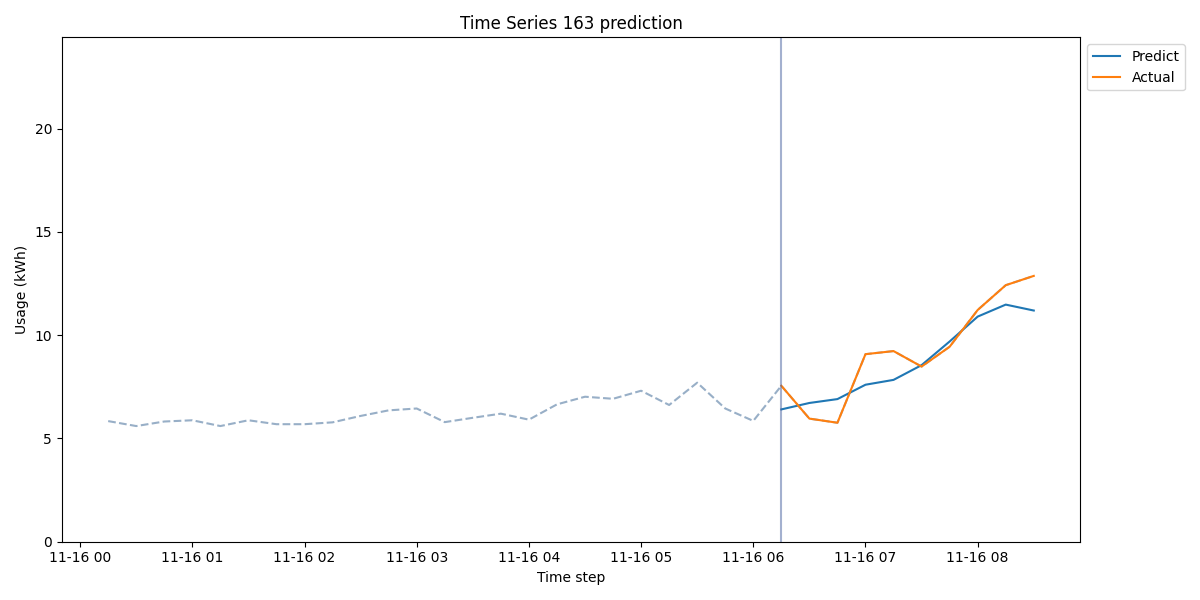 Time Series 163 prediction
Predict
Actual
Usage (kWh)
20
15
10
5
0
11-16 00 11-16 01 11-16 02 11-16 03 11-16 04 11-16 05 11-16 06 11-16 07 11-16 08
Time step